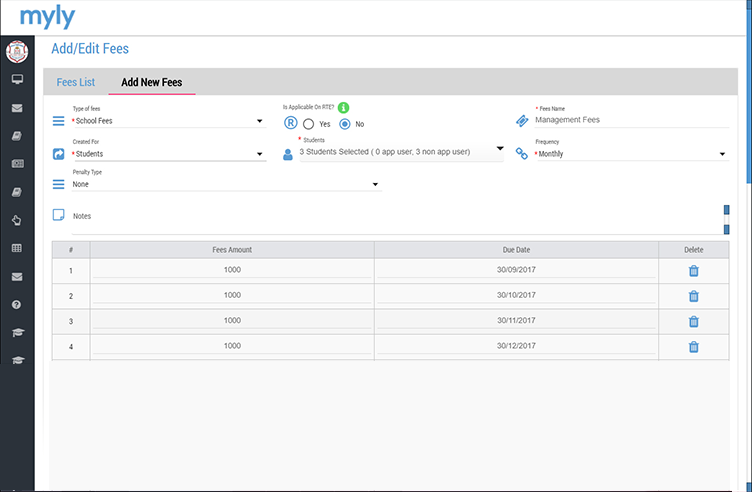 myly
Add/Edit Fees
Fees List Add New Fees
Type of fees
* School Fees
Is Applicable On RTE? i
R Yes No
* Fees Name
Management Fees
Created For
* Students
* Students
3 Students Selected ( 0 app user, 3 non app user)
Frequency
* Monthly
Penalty Type
None
Notes
# Fees Amount Due Date Delete
1 1000 30/09/2017
2 1000 30/10/2017
3 1000 30/11/2017
4 1000 30/12/2017